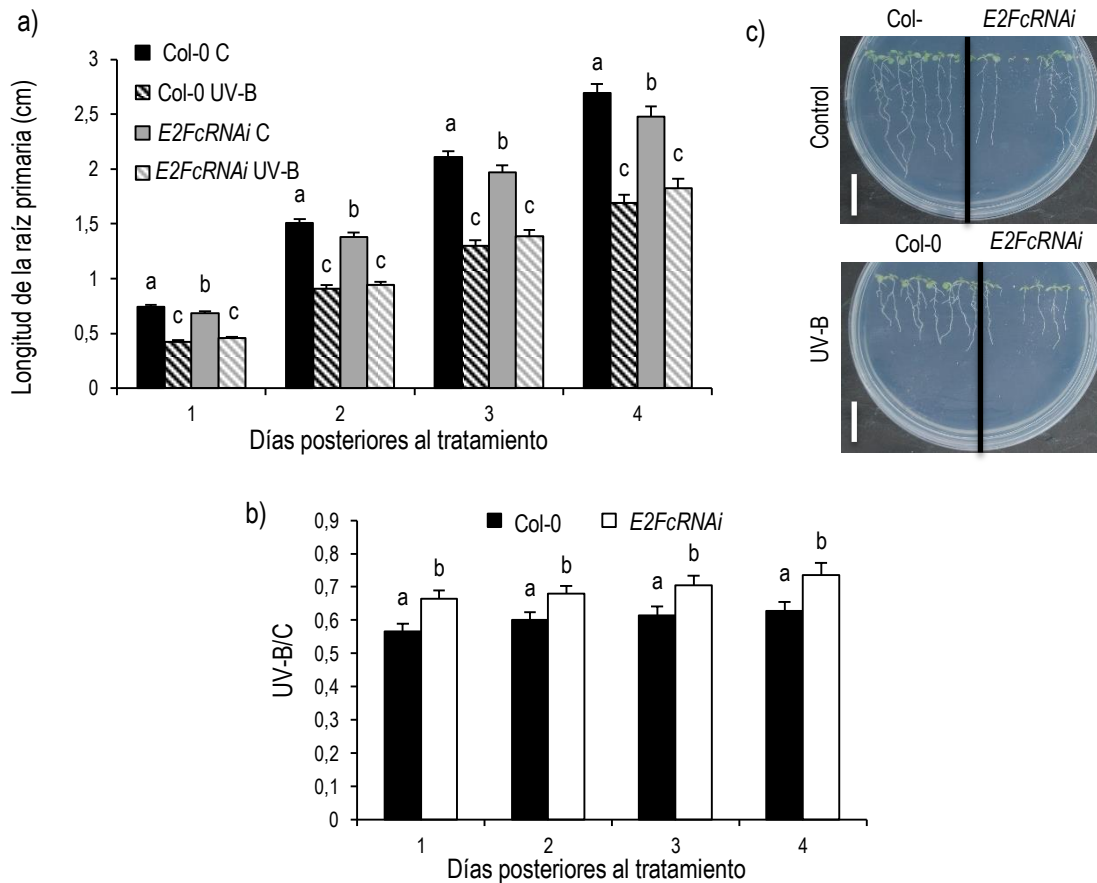 a)
Longitud de la raíz primaria (cm)
3
2,5
2
1,5
1
0,5
0
Col-0 C
Col-0 UV-B
E2FcRNAi C
E2FcRNAi UV-B
a c b c
a c b c
a c b c
a c b c
1 2 3 4
Días posteriores al tratamiento
c)
Col- E2FcRNAi
Control
Col-0 E2FcRNAi
UV-B
b)
UV-B/C
0,9
0,8
0,7
0,6
0,5
0,4
0,3
0,2
0,1
0
Col-0 E2FcRNAi
a b a b a b a b
1 2 3 4
Días posteriores al tratamiento